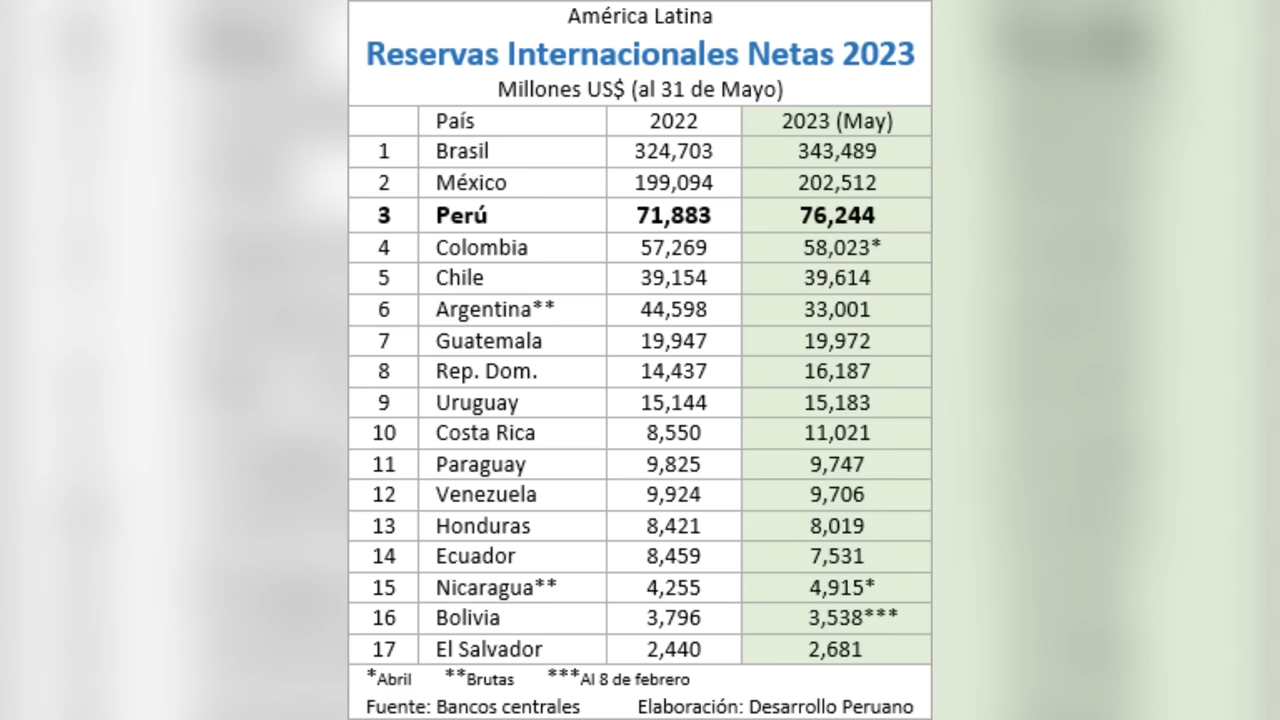 América Latina
Reservas Internacionales Netas 2023
Millones US$ (al 31 de Mayo)
País 2022 2023 (May)
1 Brasil 324,703 343,489
2 México 199,094 202,512
3 Perú 71,883 76,244
4 Colombia 57,269 58,023*
5 Chile 39,154 39,614
6 Argentina** 44,598 33,001
7 Guatemala 19,947 19,972
8 Rep. Dom. 14,437 16,187
9 Uruguay 15,144 15,183
10 Costa Rica 8,550 11,021
11 Paraguay 9,825 9,747
12 Venezuela 9,924 9,706
13 Honduras 8,421 8,019
14 Ecuador 8,459 7,531
15 Nicaragua** 4,255 4,915*
16 Bolivia 3,796 3,538***
17 El Salvador 2,440 2,681
*Abril **Brutas ***Al 8 de febrero
Fuente: Bancos centrales Elaboración: Desarrollo Peruano